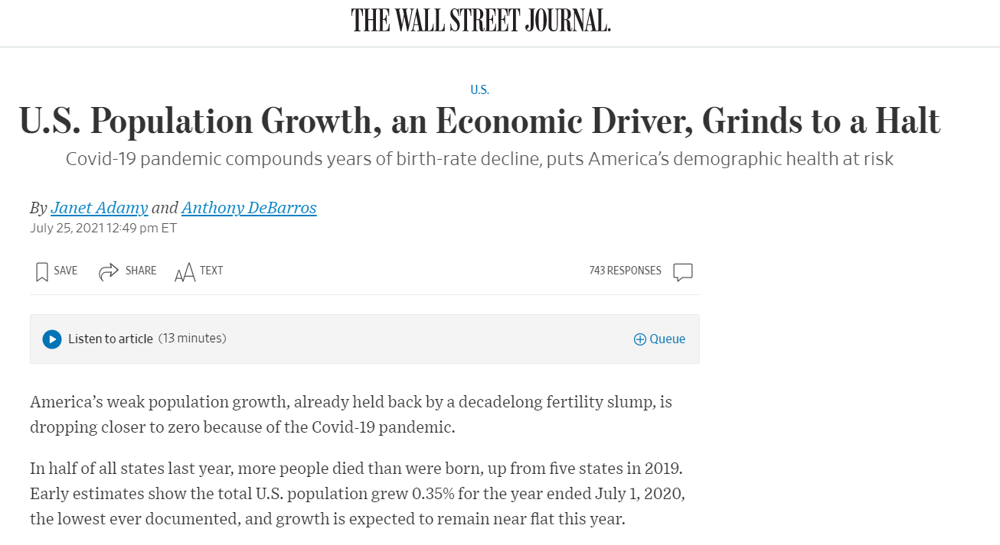 THE WALL STREET JOURNAL.
U.S.
U.S. Population Growth, an Economic Driver, Grinds to a Halt
Covid-19 pandemic compounds years of birth-rate decline, puts America’s demographic health at risk
By Janet Adamy and Anthony DeBarros
July 25, 2021 12:49 pm ET
SAVE SHARE AA TEXT 743 RESPONSES
Listen to article (13 minutes) Queue
America’s weak population growth, already held back by a decadelong fertility slump, is
dropping closer to zero because of the Covid-19 pandemic.
In half of all states last year, more people died than were born, up from five states in 2019.
Early estimates show the total U.S. population grew 0.35% for the year ended July 1, 2020,
the lowest ever documented, and growth is expected to remain near flat this year.